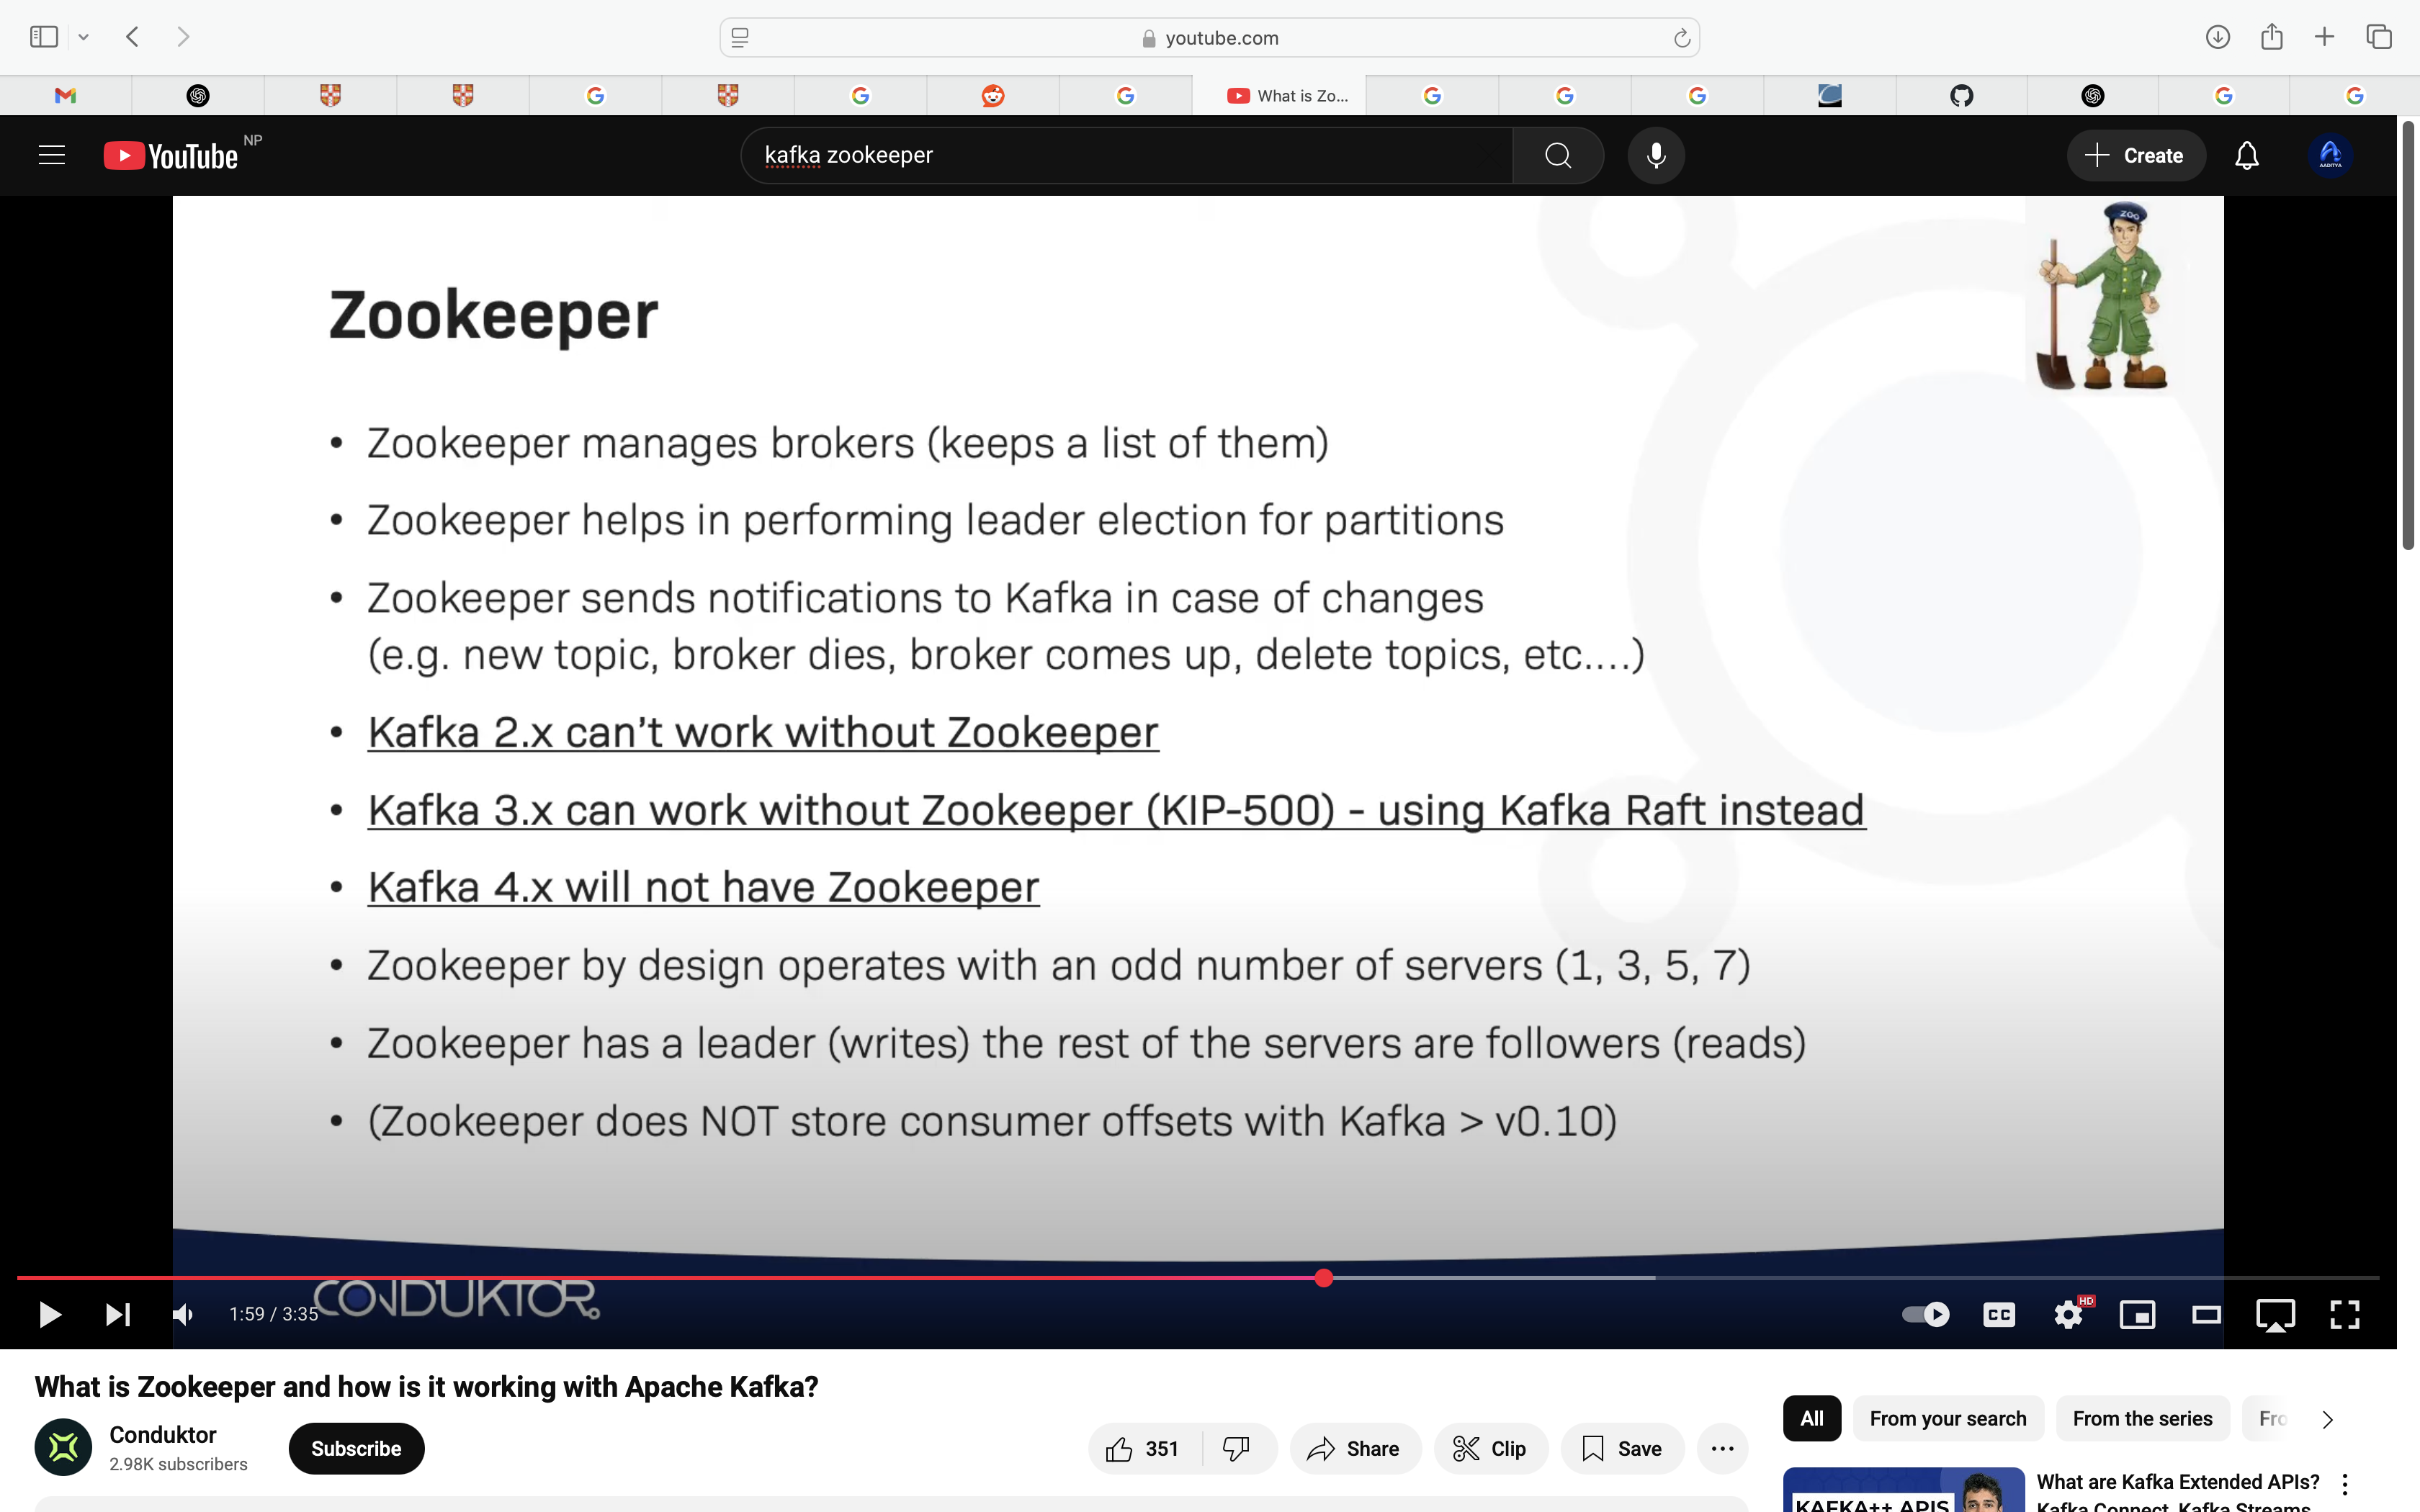 youtube.com
What is Zo...
YouTube NP
kafka zookeeper
Create
AADITYA
ZOO
Zookeeper
• Zookeeper manages brokers (keeps a list of them)
• Zookeeper helps in performing leader election for partitions
• Zookeeper sends notifications to Kafka in case of changes
(e.g. new topic, broker dies, broker comes up, delete topics, etc....)
• Kafka 2.x can't work without Zookeeper
• Kafka 3.x can work without Zookeeper (KIP-500) - using Kafka Raft instead
• Kafka 4.x will not have Zookeeper
• Zookeeper by design operates with an odd number of servers (1, 3, 5, 7)
• Zookeeper has a leader (writes) the rest of the servers are followers (reads)
• (Zookeeper does NOT store consumer offsets with Kafka > v0.10)
CONDUKTOR
1:59 / 3:35
CC
HD
What is Zookeeper and how is it working with Apache Kafka?
Conduktor
2.98K subscribers
Subscribe
351
Share
Clip
Save
All
From your search
From the series
Fro
KAFKA++ APIS
What are Kafka Extended APIs?
Kafka Connect, Kafka Streams